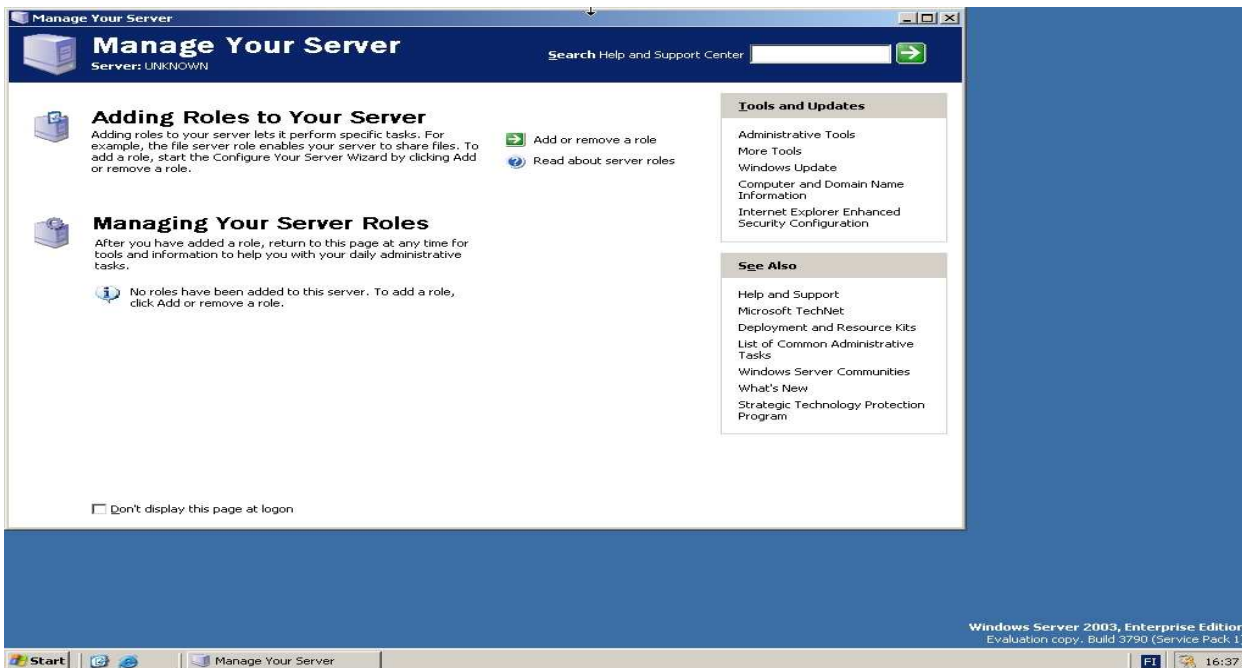 Manage Your Server
Manage Your Server
Server: UNKNOWN
Search Help and Support Center
Adding Roles to Your Server
Adding roles to your server lets it perform specific tasks. For
example, the file server role enables your server to share files. To
add a role, start the Configure Your Server Wizard by clicking Add
or remove a role.
Add or remove a role
Read about server roles
Managing Your Server Roles
After you have added a role, return to this page at any time for
tools and information to help you with your daily administrative
tasks.
No roles have been added to this server. To add a role,
click Add or remove a role.
Tools and Updates
Administrative Tools
More Tools
Windows Update
Computer and Domain Name
Information
Internet Explorer Enhanced
Security Configuration
See Also
Help and Support
Microsoft TechNet
Deployment and Resource Kits
List of Common Administrative
Tasks
Windows Server Communities
What's New
Strategic Technology Protection
Program
Don't display this page at logon
Windows Server 2003, Enterprise Edition
Evaluation copy. Build 3790 (Service Pack 1)
Start
Manage Your Server
FI
16:37